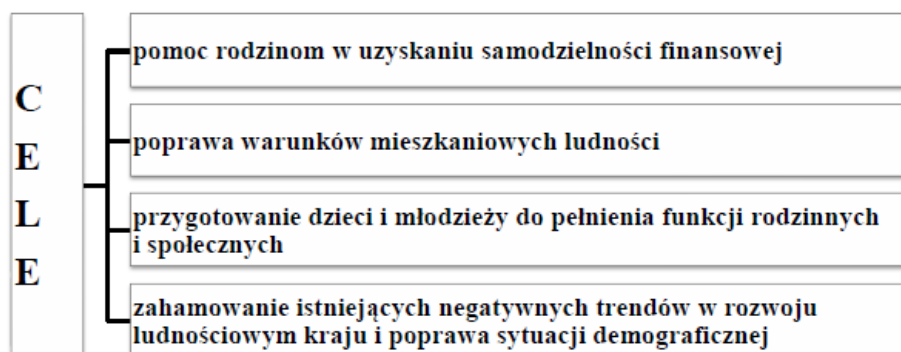 CELE
pomoc rodzinom w uzyskaniu samodzielności finansowej
poprawa warunków mieszkaniowych ludności
przygotowanie dzieci i młodzieży do pełnienia funkcji rodzinnych
i społecznych
zahamowanie istniejących negatywnych trendów w rozwoju
ludnościowym kraju i poprawa sytuacji demograficznej